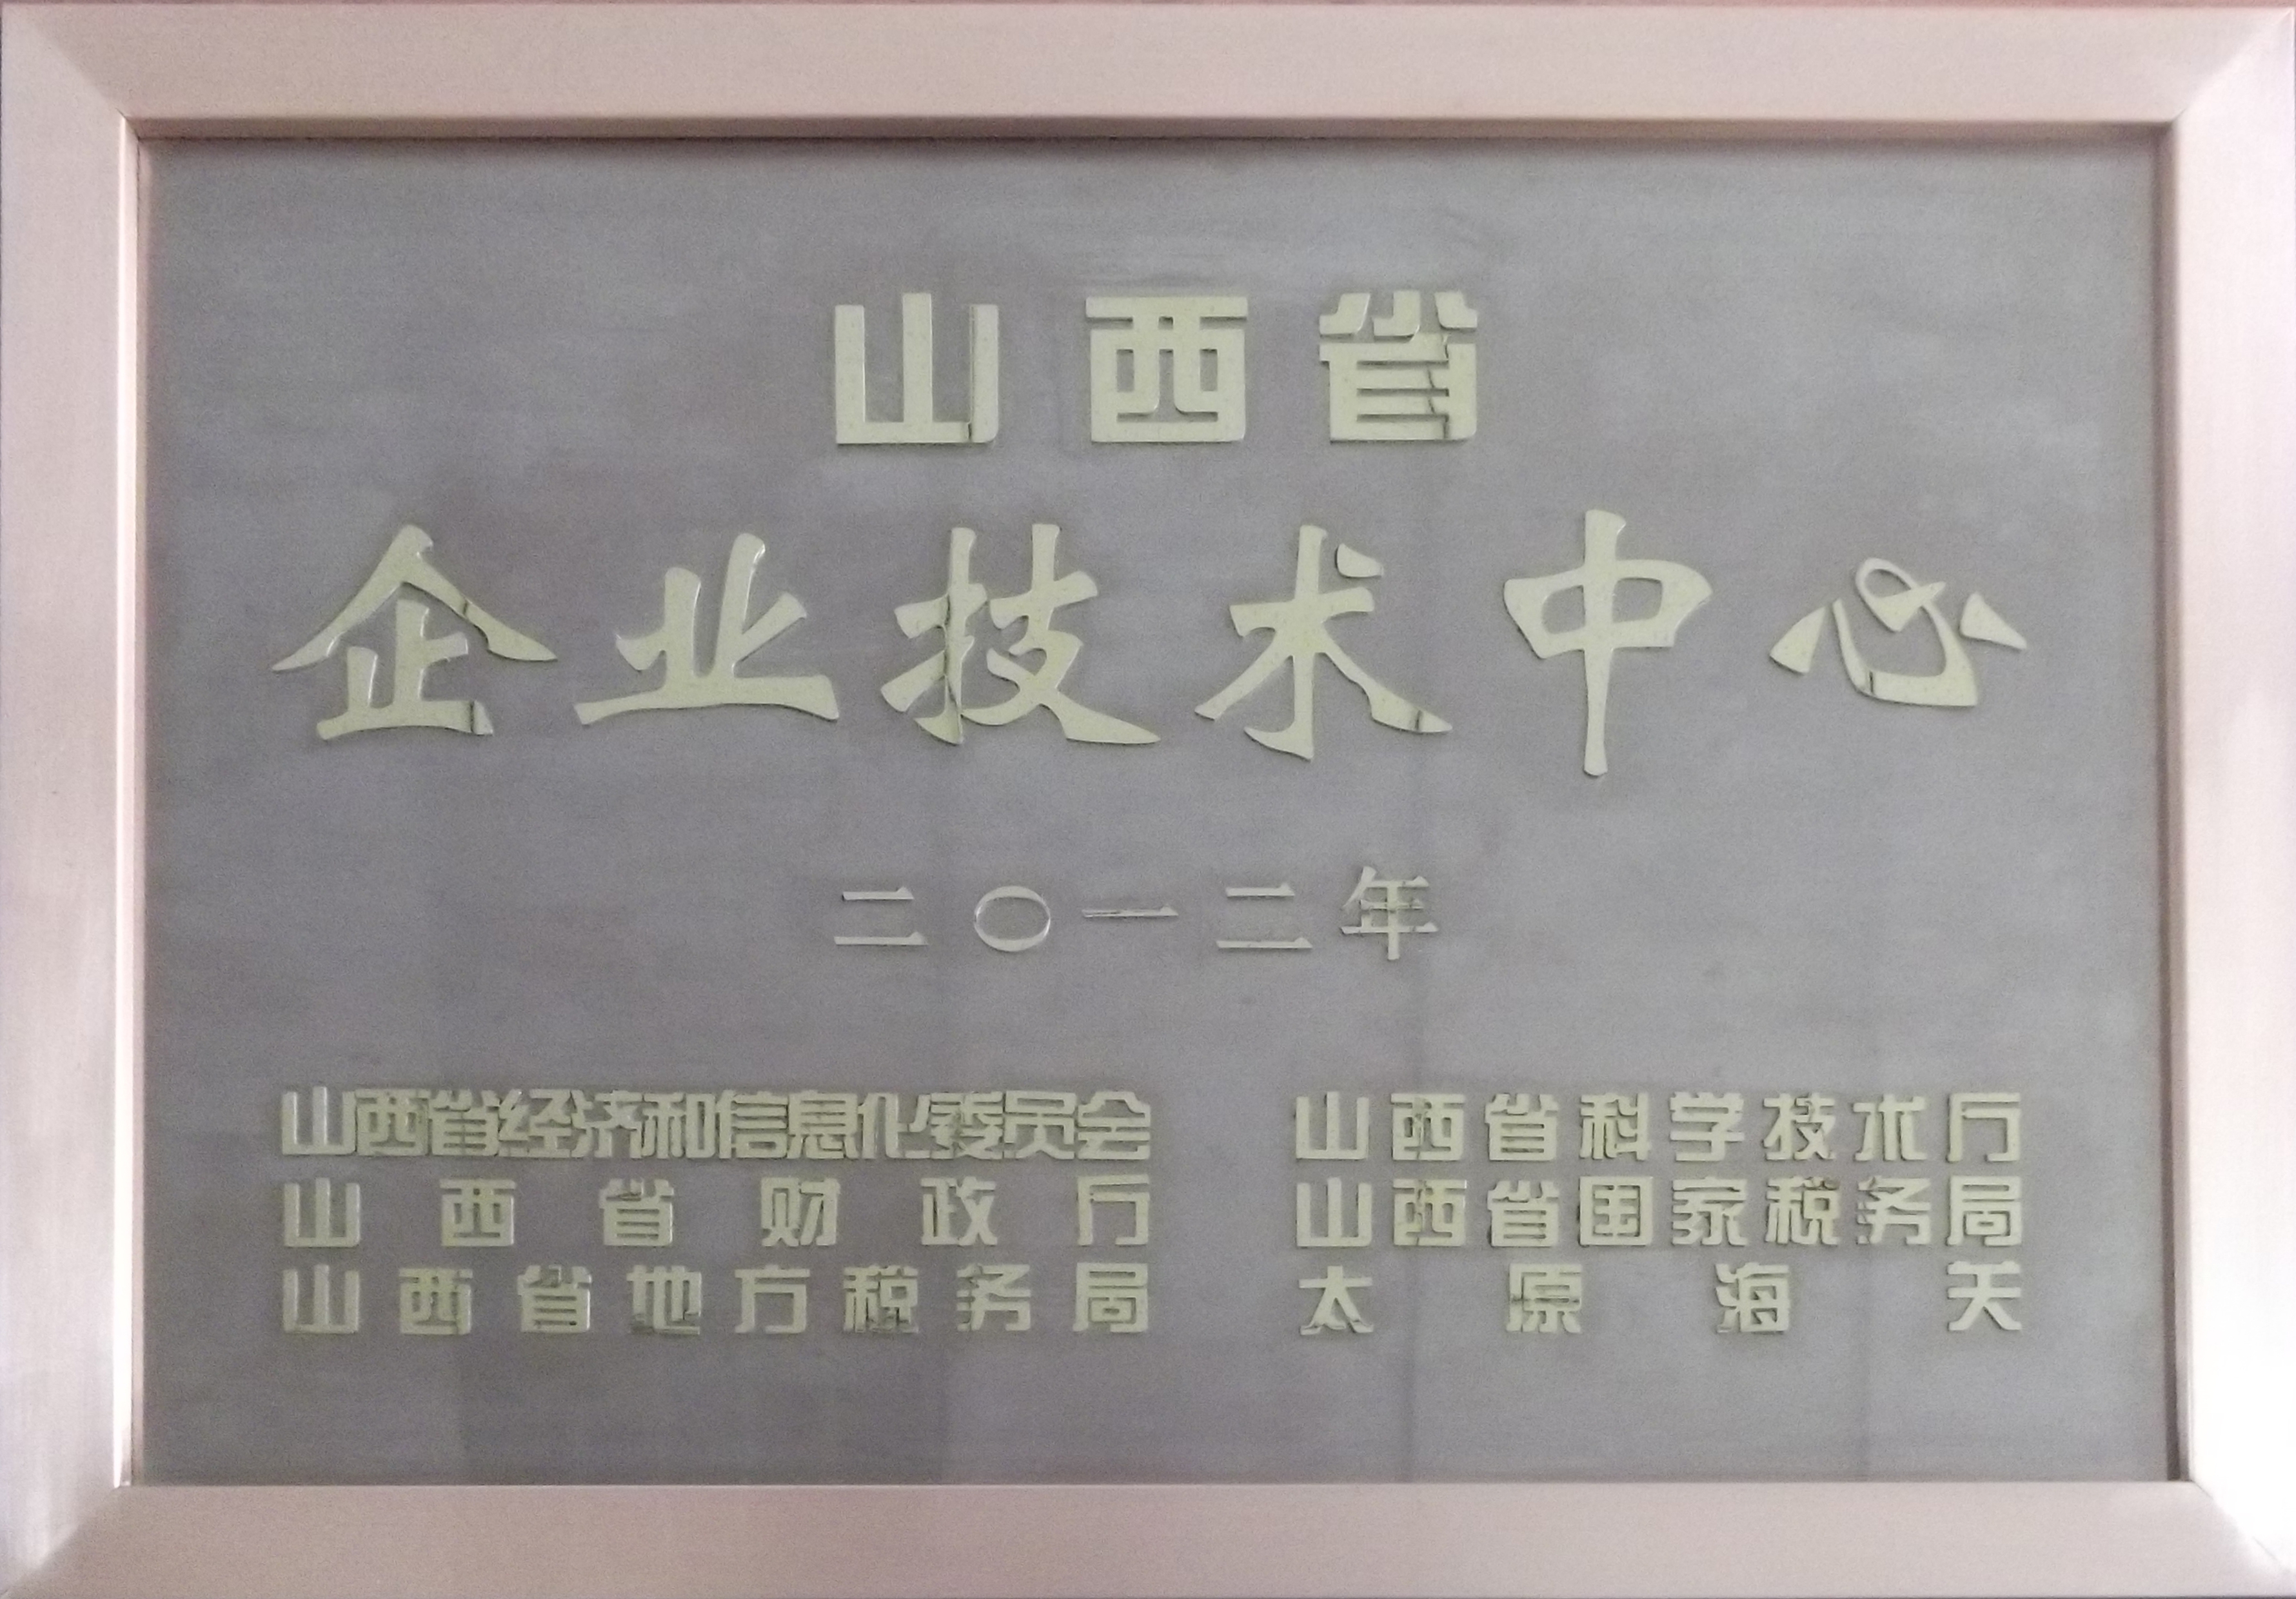 山西省
企业技术中心
二〇一二年
山西省经济和信息化委员会 山西省科学技术厅
山西省财政厅 山西省国家税务局
山西省地方税务局 太原海关